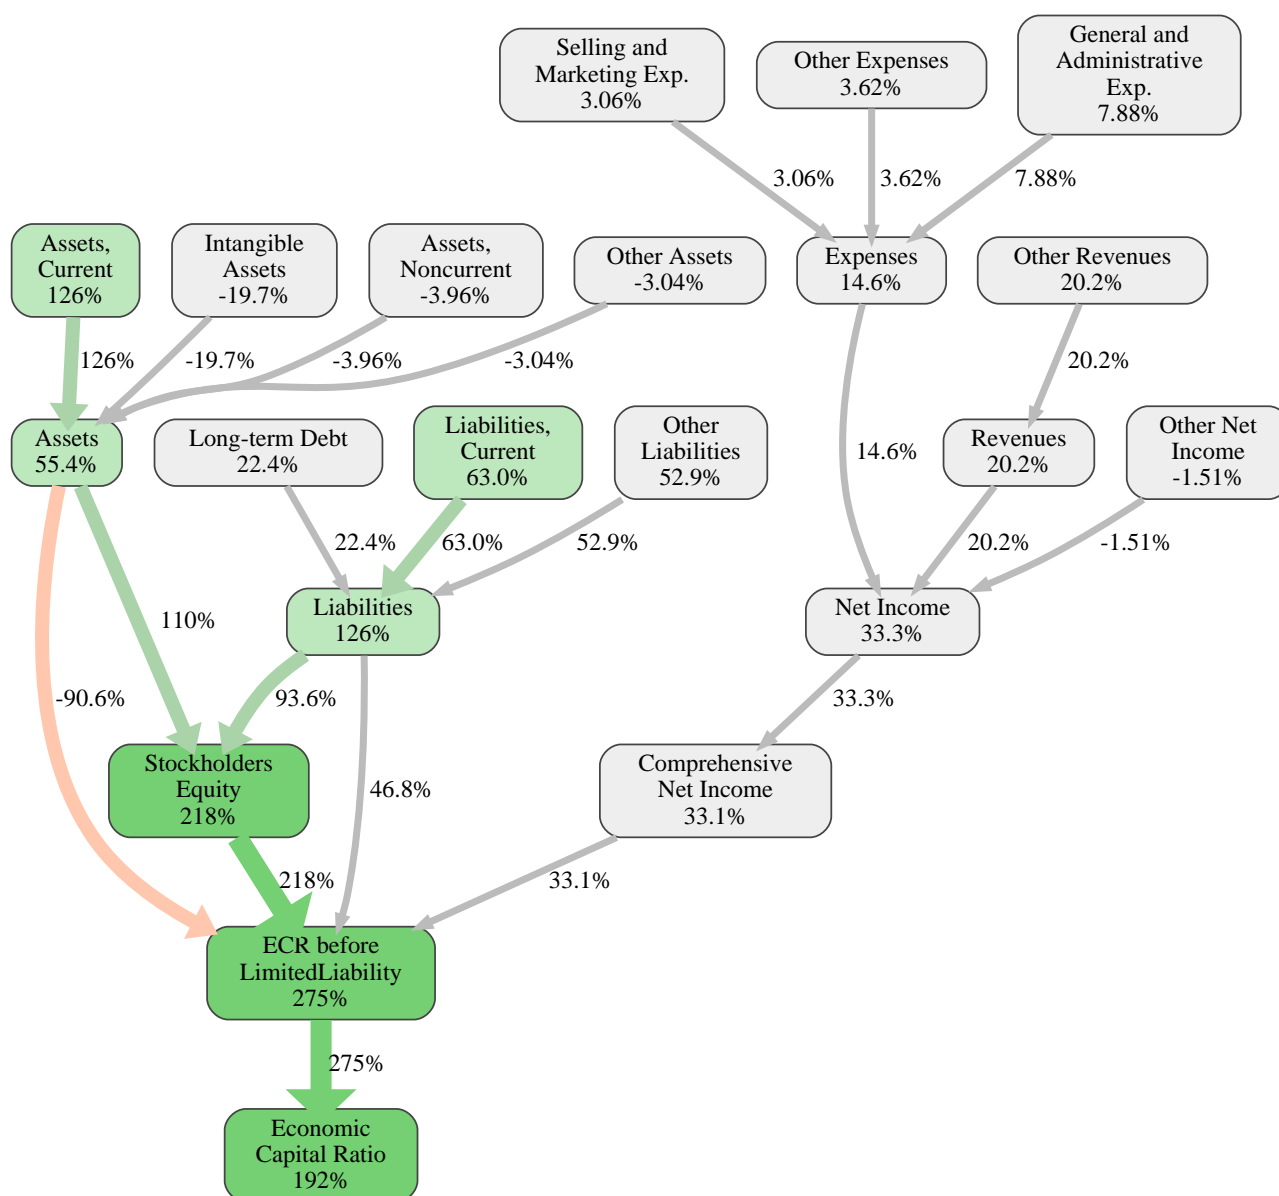 Selling and
Marketing Exp.
3.06%
Other Expenses
3.62%
General and
Administrative
Exp.
7.88%
3.06%
3.62%
7.88%
Assets,
Current
126%
Intangible
Assets
-19.7%
Assets,
Noncurrent
-3.96%
Other Assets
-3.04%
Expenses
14.6%
Other Revenues
20.2%
126%
-19.7%
-3.96%
-3.04%
20.2%
Assets
55.4%
Long-term Debt
22.4%
Liabilities,
Current
63.0%
Other
Liabilities
52.9%
14.6%
Revenues
20.2%
Other Net
Income
-1.51%
22.4%
63.0%
52.9%
20.2%
-1.51%
110%
Liabilities
126%
Net Income
33.3%
-90.6%
93.6%
33.3%
Stockholders
Equity
218%
46.8%
Comprehensive
Net Income
33.1%
218%
33.1%
ECR before
LimitedLiability
275%
275%
Economic
Capital Ratio
192%